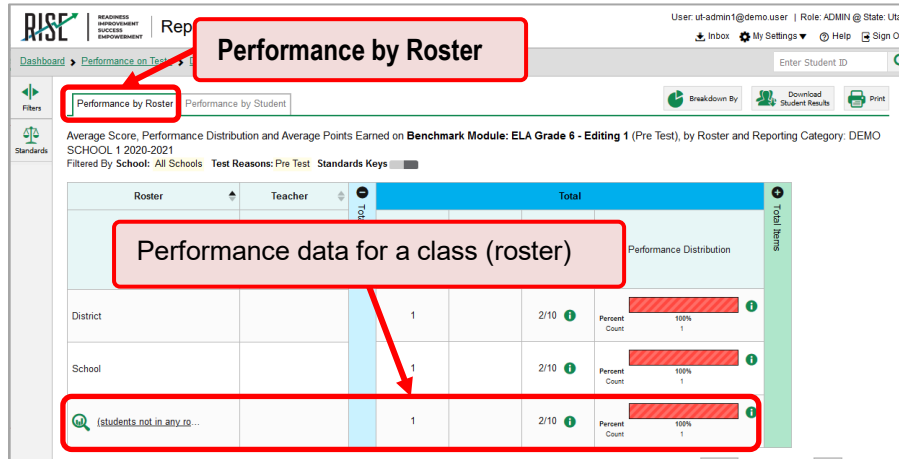 RISE
READINESS
IMPROVEMENT
SUCCESS
EMPOWERMENT
Rep
User: ut-admin1@demo.user | Role: ADMIN @ State: Uta
Inbox My Settings Help Sign O
Dashboard Performance on Tests
Enter Student ID
Performance by Roster
Filters
Standards
Performance by Roster Performance by Student
Breakdown By Download Student Results Print
Average Score, Performance Distribution and Average Points Earned on Benchmark Module: ELA Grade 6 - Editing 1 (Pre Test), by Roster and Reporting Category: DEMO
SCHOOL 1 2020-2021
Filtered By School: All Schools Test Reasons: Pre Test Standards Keys
Roster Teacher Total
Total Items
Performance Distribution
Performance data for a class (roster)
District 1 2/10 Percent 100%
Count 1
School 1 2/10 Percent 100%
Count 1
(students not in any ro... 1 2/10 Percent 100%
Count 1